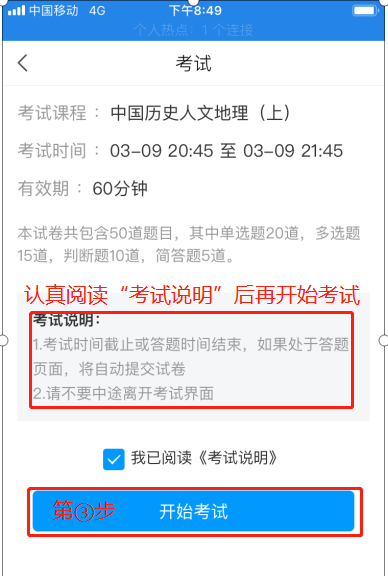 中国移动 4G 下午8:49
个人热点：1 个连接
考试
考试课程： 中国历史人文地理（上）
考试时间： 03-09 20:45 至 03-09 21:45
有效期： 60分钟
本试卷共包含50道题目，其中单选题20道，多选题
15道，判断题10道，简答题5道。
认真阅读“考试说明”后再开始考试
考试说明：
1.考试时间截止或答题时间结束，如果处于答题
页面，将自动提交试卷
2.请不要中途离开考试界面
我已阅读《考试说明》
第③步 开始考试